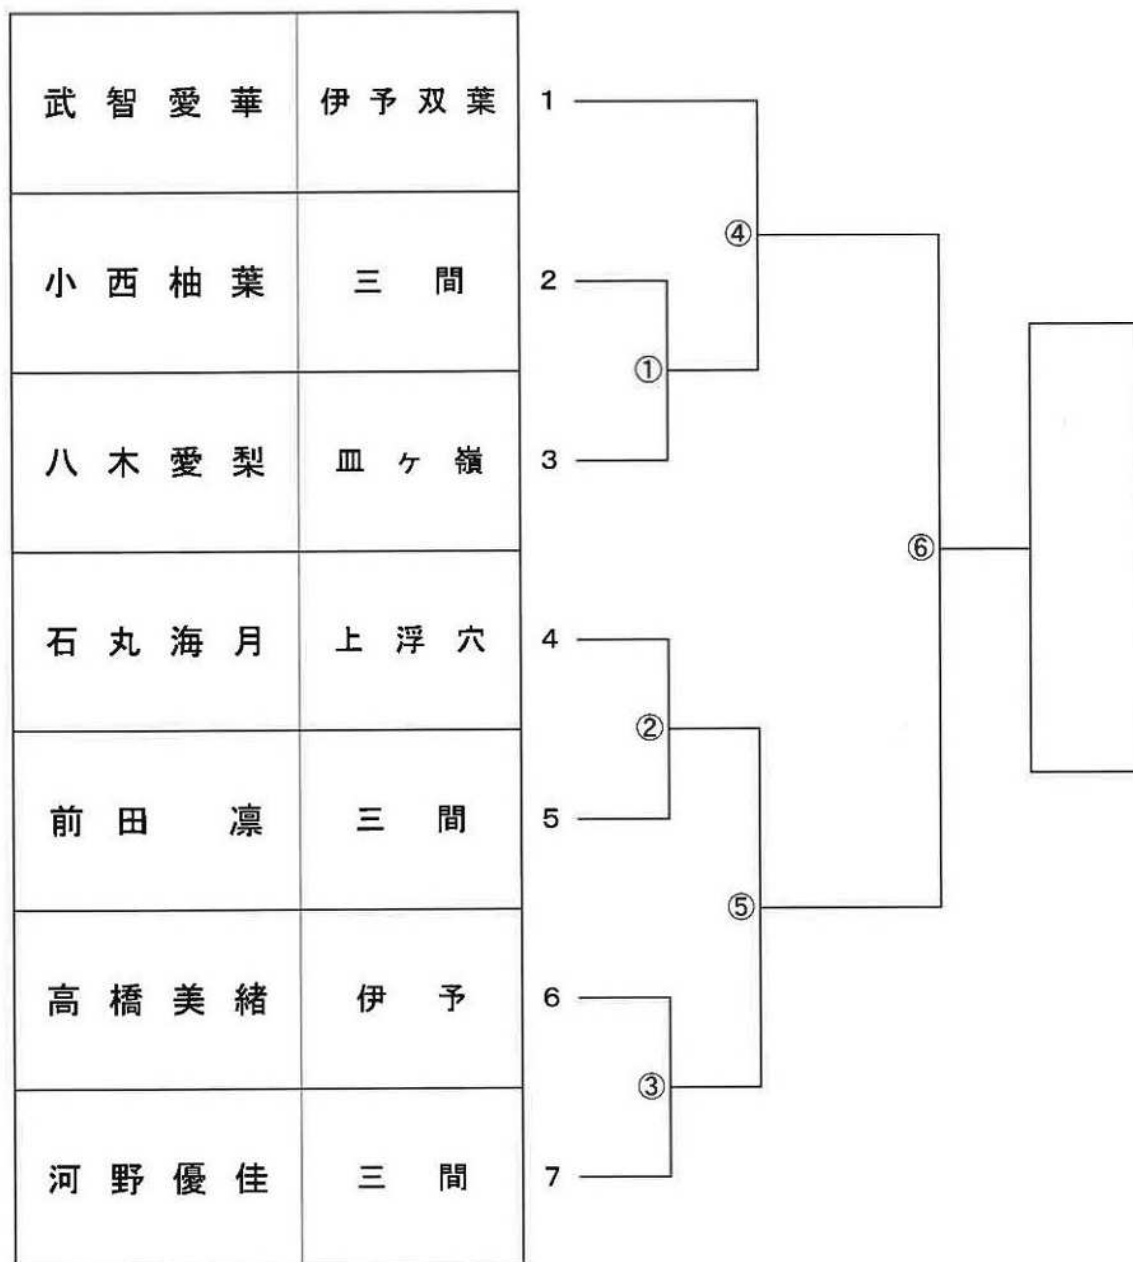 武智愛華 伊予双葉 1
④
小西柚葉 三間 2
①
八木愛梨 皿ヶ嶺 3
⑥
石丸海月 上浮穴 4
②
前田 凛 三間 5
⑤
高橋美緒 伊予 6
③
河野優佳 三間 7